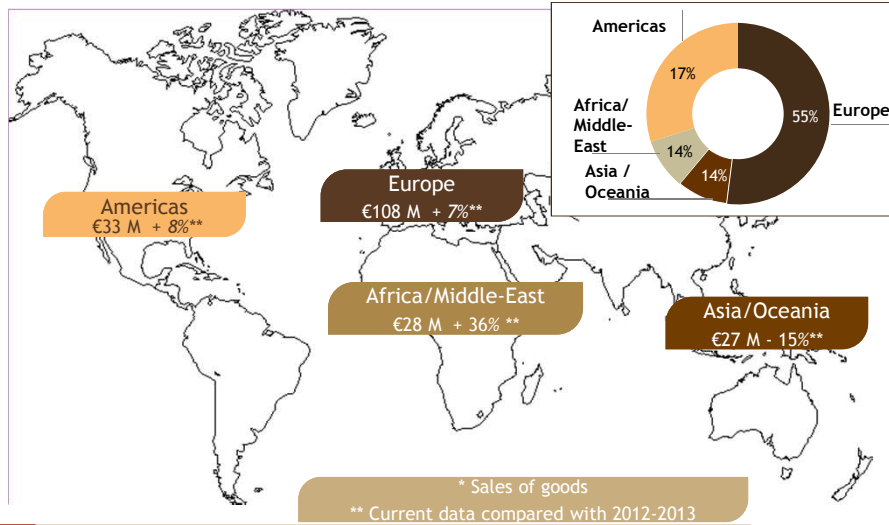 Americas
17%
55%
Europe
Africa/
Middle-
East
14%
14%
Asia /
Oceania
Europe
€108 M + 7%**
Americas
€33 M + 8%**
Africa/Middle-East
€28 M + 36% **
Asia/Oceania
€27 M - 15%**
* Sales of goods
** Current data compared with 2012-2013